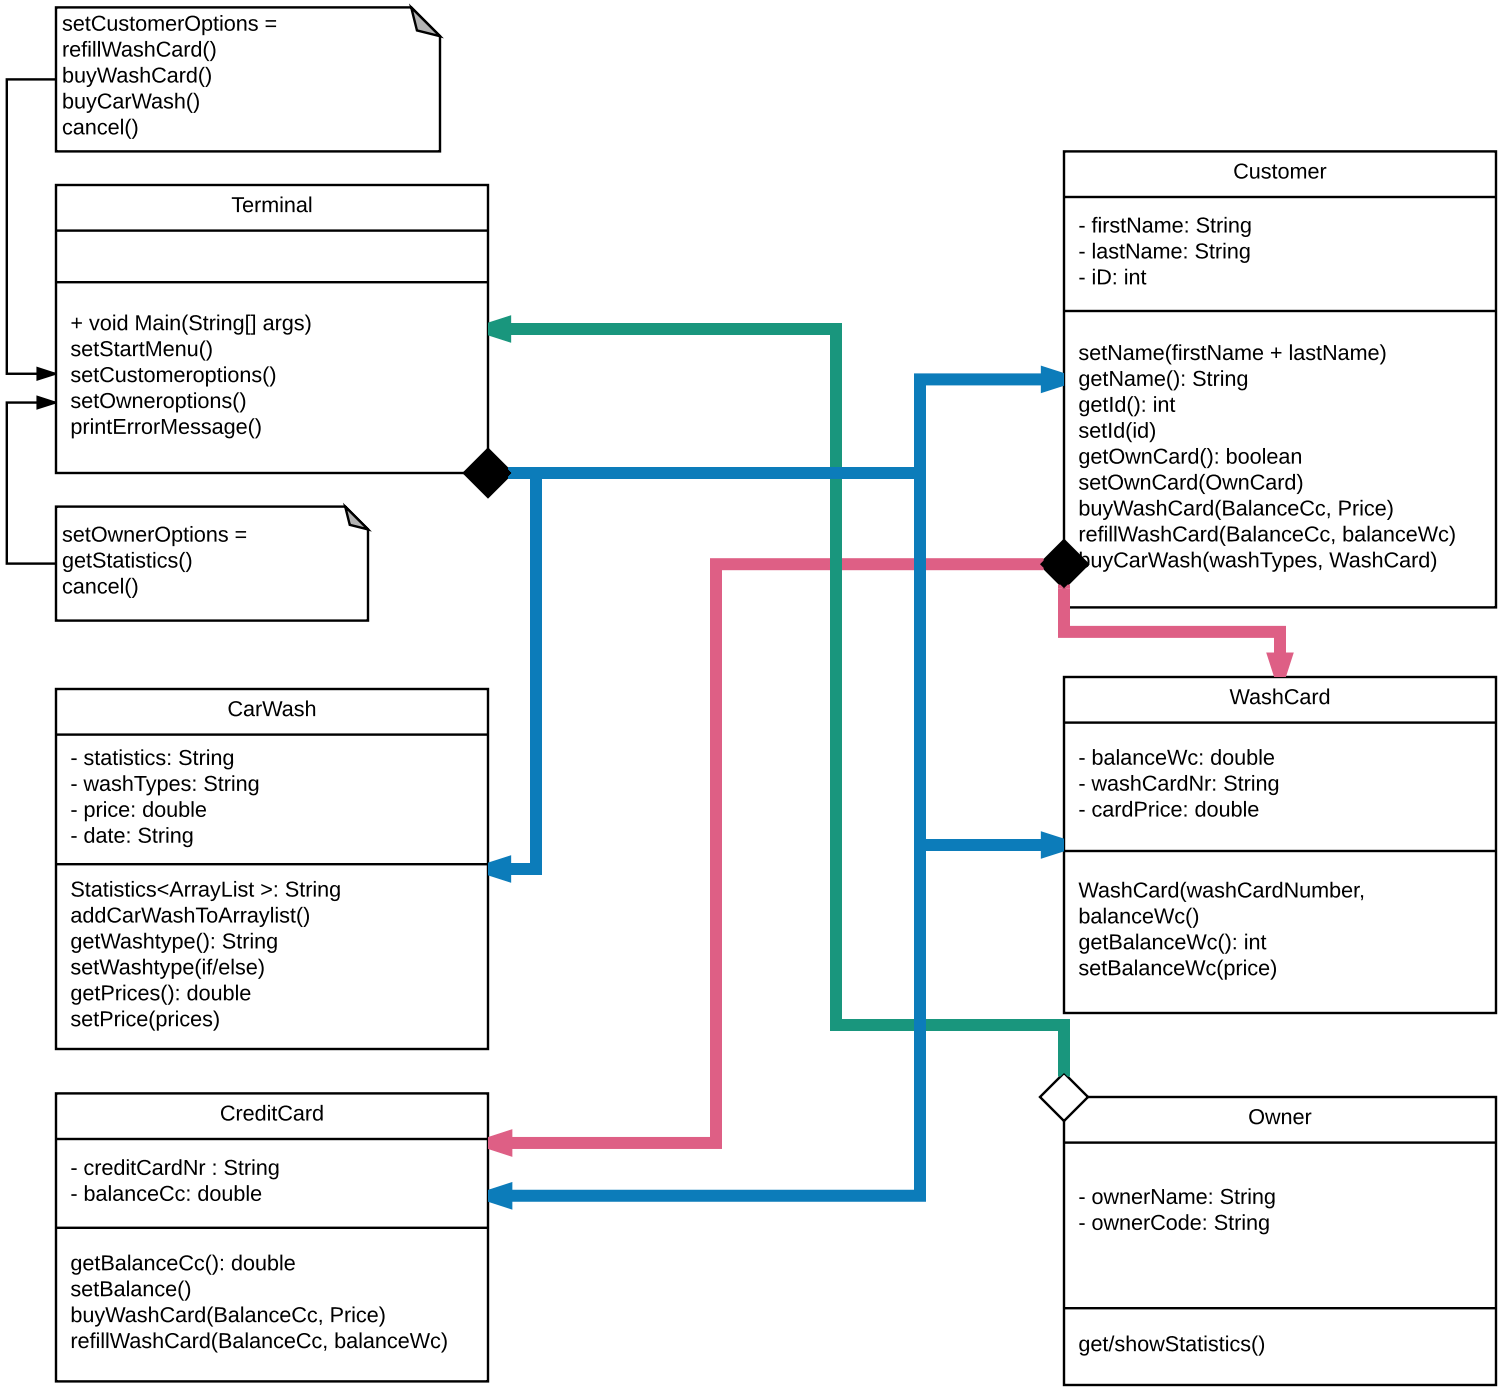 setCustomerOptions =
refillWashCard()
buyWashCard()
buyCarWash()
cancel()
Terminal
+ void Main(String[] args)
setStartMenu()
setCustomeroptions()
setOwneroptions()
printErrorMessage()
setOwnerOptions =
getStatistics()
cancel()
CarWash
- statistics: String
- washTypes: String
- price: double
- date: String
Statistics<ArrayList >: String
addCarWashToArraylist()
getWashtype(): String
setWashtype(if/else)
getPrices(): double
setPrice(prices)
CreditCard
- creditCardNr : String
- balanceCc: double
getBalanceCc(): double
setBalance()
buyWashCard(BalanceCc, Price)
refillWashCard(BalanceCc, balanceWc)
Customer
- firstName: String
- lastName: String
- iD: int
setName(firstName + lastName)
getName(): String
getId(): int
setId(id)
getOwnCard(): boolean
setOwnCard(OwnCard)
buyWashCard(BalanceCc, Price)
refillWashCard(BalanceCc, balanceWc)
buyCarWash(washTypes, WashCard)
WashCard
- balanceWc: double
- washCardNr: String
- cardPrice: double
WashCard(washCardNumber,
balanceWc()
getBalanceWc(): int
setBalanceWc(price)
Owner
- ownerName: String
- ownerCode: String
get/showStatistics()